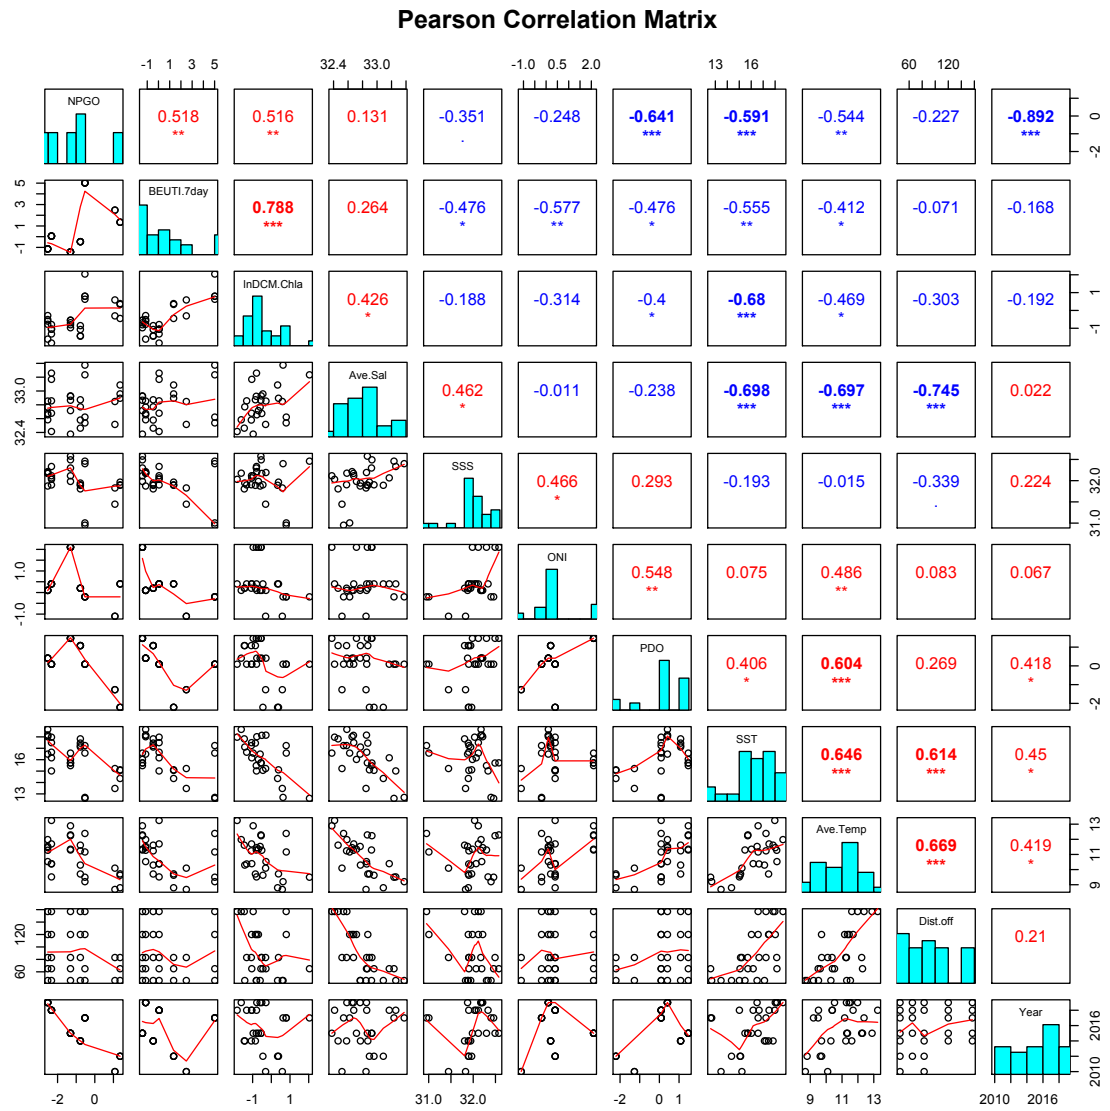 Pearson Correlation Matrix
-1 1 3 5 32.4 33.0 -1.0 0.5 2.0 13 16 60 120
NPGO 0.518 0.516 0.131 -0.351 -0.248 -0.641 -0.591 -0.544 -0.227 -0.892 0 -2
** ** . *** *** ** ***
5 3 1 -1 BEUTI.7day 0.788 0.264 -0.476 -0.577 -0.476 -0.555 -0.412 -0.071 -0.168
*** * ** * ** *
lnDCM.Chla 0.426 -0.188 -0.314 -0.4 -0.68 -0.469 -0.303 -0.192 1 -1
* * *** *
33.0 32.4 Ave.Sal 0.462 -0.011 -0.238 -0.698 -0.697 -0.745 0.022
* *** *** ***
SSS 0.466 0.293 -0.193 -0.015 -0.339 0.224 32.0 31.0
* .
1.0 -1.0 ONI 0.548 0.075 0.486 0.083 0.067
** **
PDO 0.406 0.604 0.269 0.418 0 -2
* *** *
16 13 SST 0.646 0.614 0.45
*** *** *
Ave.Temp 0.669 0.419 13 11 9
*** *
120 60 Dist.off 0.21
Year 2016 2010
-2 0 -1 1 31.0 32.0 -2 0 1 9 11 13 2010 2016